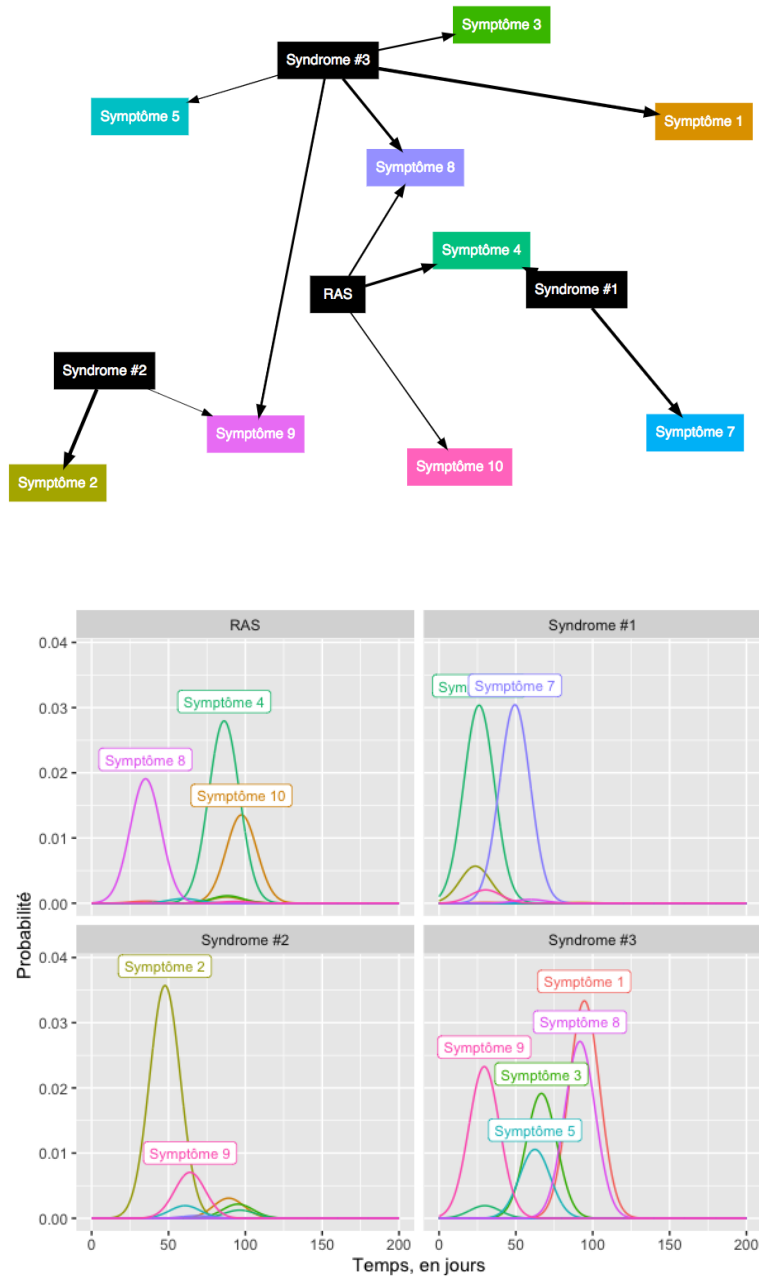 Symptôme 3
Syndrome #3
Symptôme 5
Symptôme 1
Symptôme 8
Symptôme 4
RAS
Syndrome #1
Syndrome #2
Symptôme 9
Symptôme 7
Symptôme 10
Symptôme 2
RAS
Syndrome #1
0.04
0.03
0.02
0.01
0.00
Symptôme 4
Symptôme 8
Symptôme 10
Sym
Symptôme 7
Probabilité
Syndrome #2
Syndrome #3
0.04
0.03
0.02
0.01
0.00
Symptôme 2
Symptôme 9
Symptôme 1
Symptôme 8
Symptôme 9
Symptôme 3
Symptôme 5
0 50 100 150 200
0 50 100 150 200
Temps, en jours